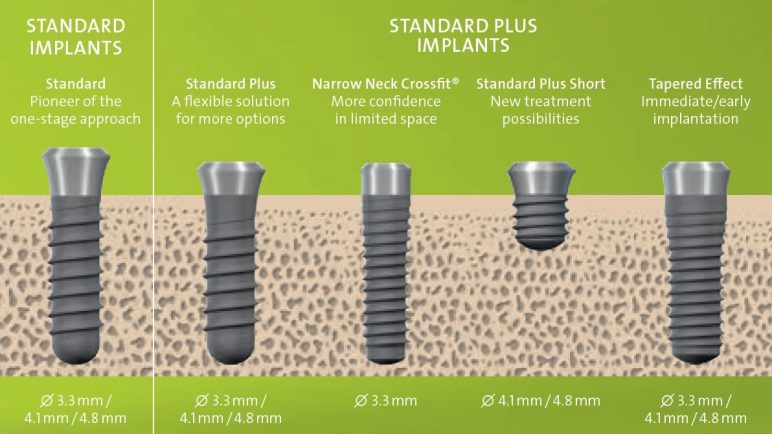 STANDARD
IMPLANTS
Standard
Pioneer of the
one-stage approach
STANDARD PLUS
IMPLANTS
Standard Plus
A flexible solution
for more options
Narrow Neck Crossfit®
More confidence
in limited space
Standard Plus Short
New treatment
possibilities
Tapered Effect
Immediate/early
implantation
Ø 3.3 mm /
4.1 mm / 4.8 mm
Ø 3.3 mm /
4.1 mm / 4.8 mm
Ø 3.3 mm
Ø 4.1 mm / 4.8 mm
Ø 3.3 mm /
4.1 mm / 4.8 mm